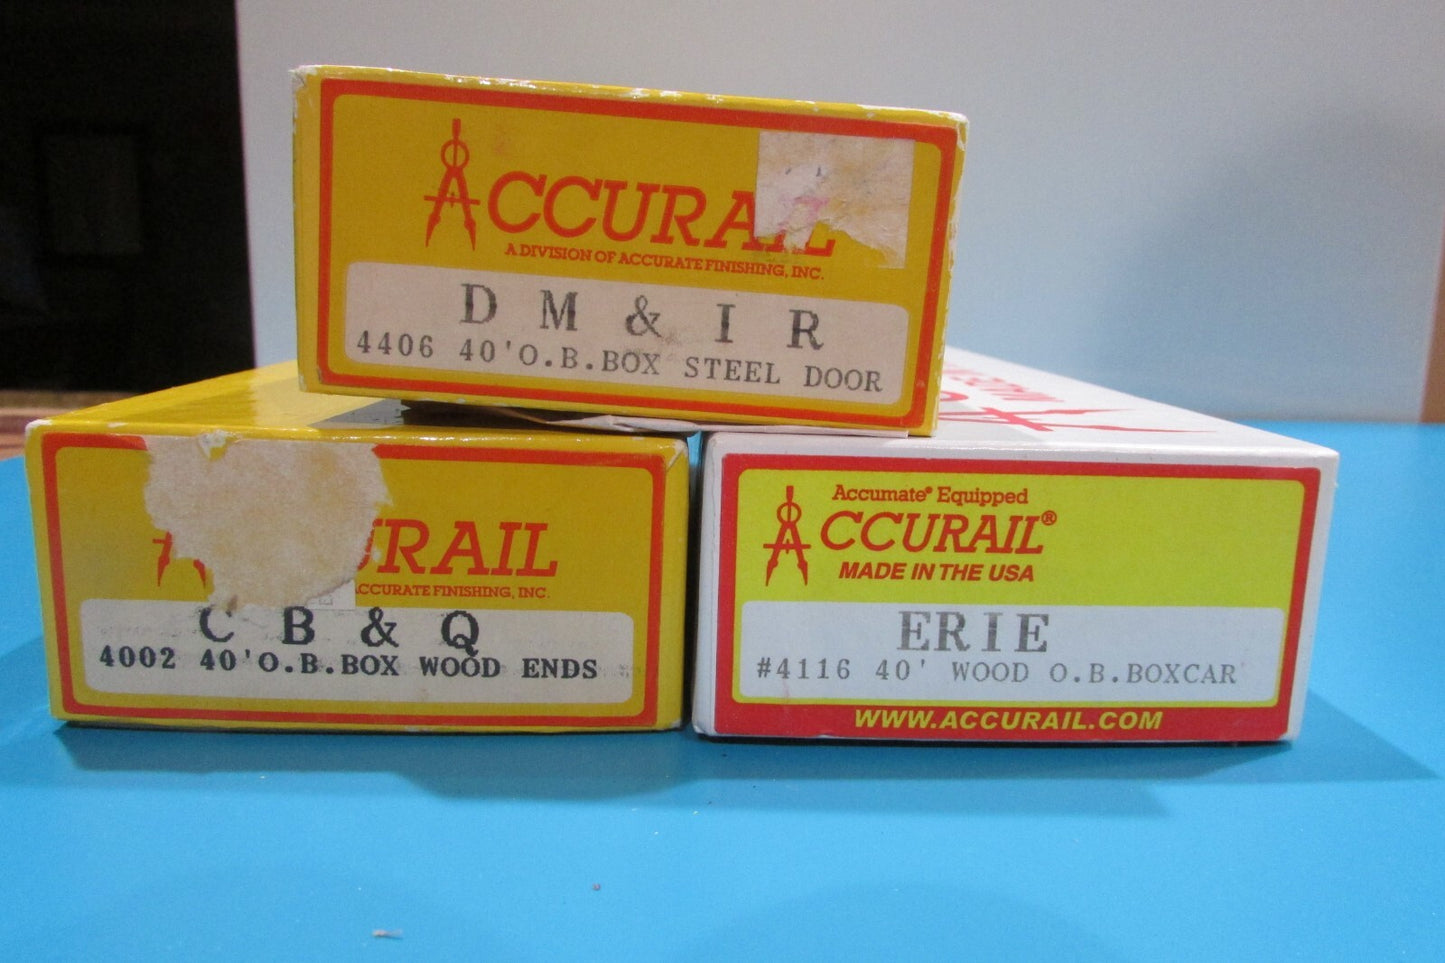 ACCURAIL
A DIVISION OF ACCURATE FINISHING, INC.
D M & I R
4406 40'O.B.BOX STEEL DOOR
URAIL
ACCURATE FINISHING, INC.
C B & Q
4002 40'O.B.BOX WOOD ENDS
Accumate® Equipped
ACCURAIL®
MADE IN THE USA
ERIE
#4116 40' WOOD O.B.BOXCAR
WWW.ACCURAIL.COM